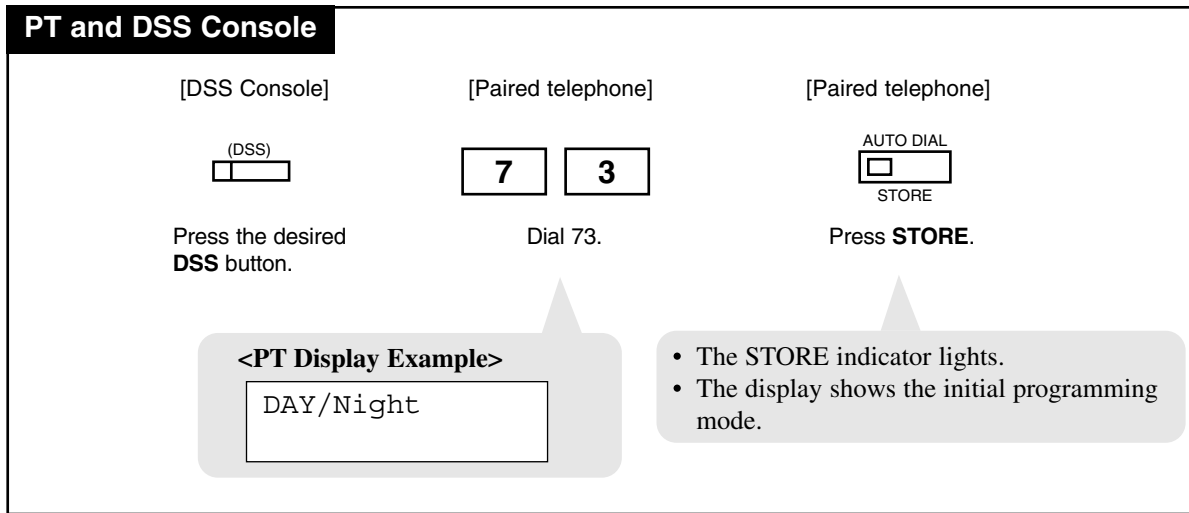 PT and DSS Console
[DSS Console]
[Paired telephone]
[Paired telephone]
(DSS)
7 3
AUTO DIAL
STORE
Press the desired
DSS button.
Dial 73.
Press STORE.
<PT Display Example>
DAY/Night
• The STORE indicator lights.
• The display shows the initial programming
mode.